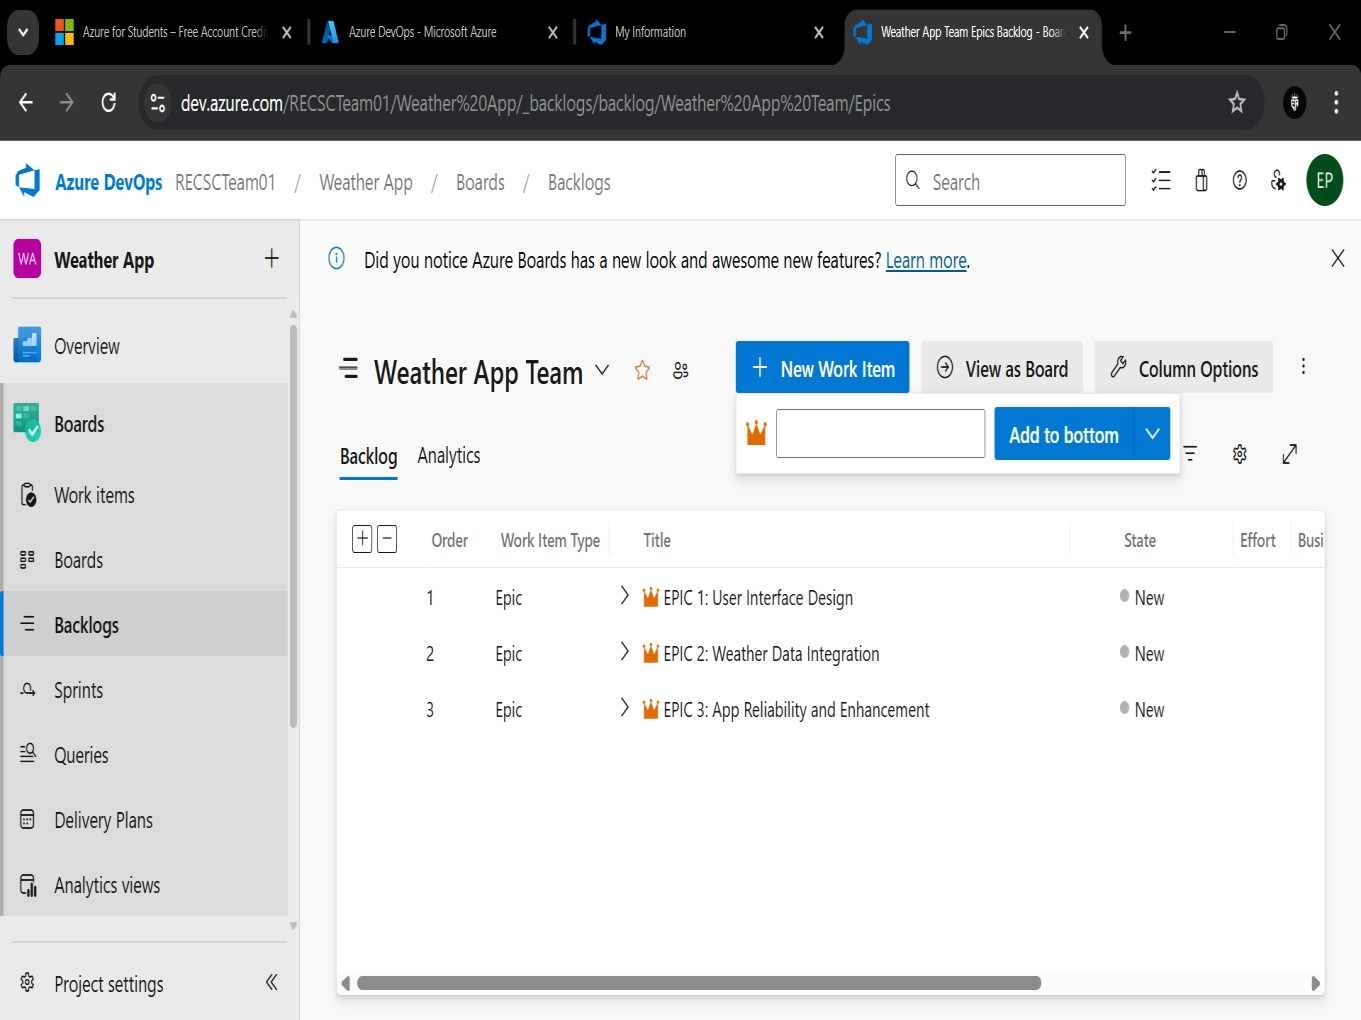 Azure for Students – Free Account Credi
Azure DevOps - Microsoft Azure
My Information
Weather App Team Epics Backlog - Boar
dev.azure.com/RECSCTeam01/Weather%20App/_backlogs/backlog/Weather%20App%20Team/Epics
Azure DevOps RECSCTeam01 / Weather App / Boards / Backlogs
Search
EP
WA Weather App
Did you notice Azure Boards has a new look and awesome new features? Learn more.
Overview
Boards
Work items
Boards
Backlogs
Sprints
Queries
Delivery Plans
Analytics views
Project settings
Weather App Team
New Work Item
View as Board
Column Options
Add to bottom
Backlog Analytics
Order Work Item Type Title State Effort Busi
1 Epic EPIC 1: User Interface Design New
2 Epic EPIC 2: Weather Data Integration New
3 Epic EPIC 3: App Reliability and Enhancement New